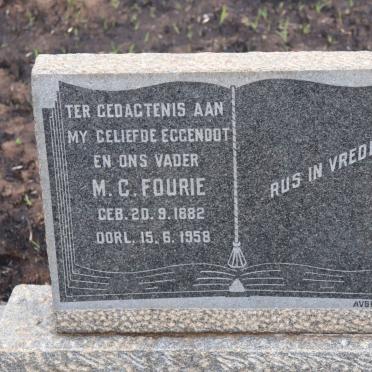 TER GEDAGTENIS AAN
MY GELIEFDE EGGENOOT
EN ONS VADER
M. C. FOURIE
GEB. 20. 9. 1882
OORL. 15. 6. 1958
RUS IN